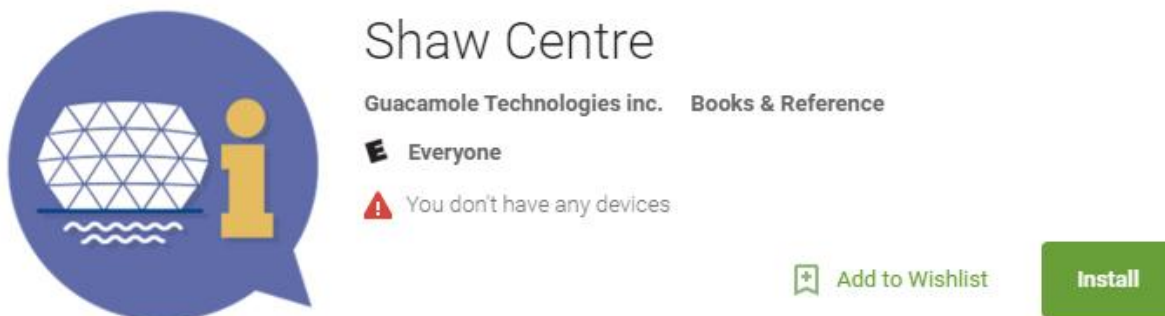 Shaw Centre
Guacamole Technologies inc. Books & Reference
E Everyone
You don't have any devices
Add to Wishlist Install
i